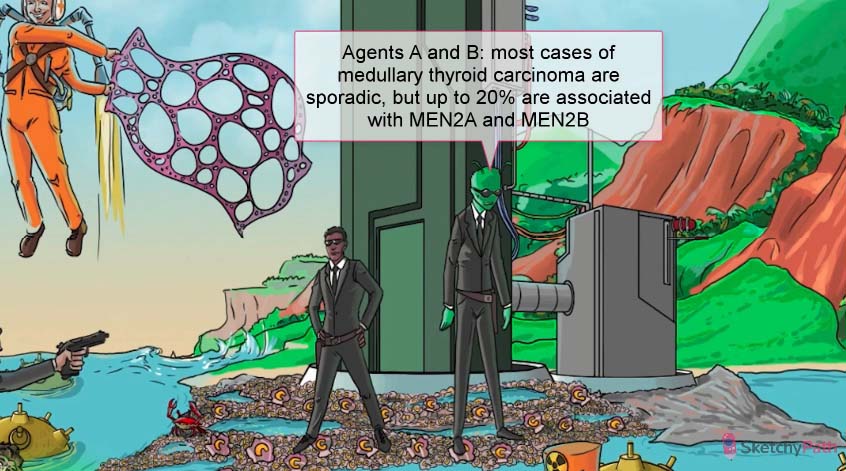 Agents A and B: most cases of
medullary thyroid carcinoma are
sporadic, but up to 20% are associated
with MEN2A and MEN2B
SketchyPath